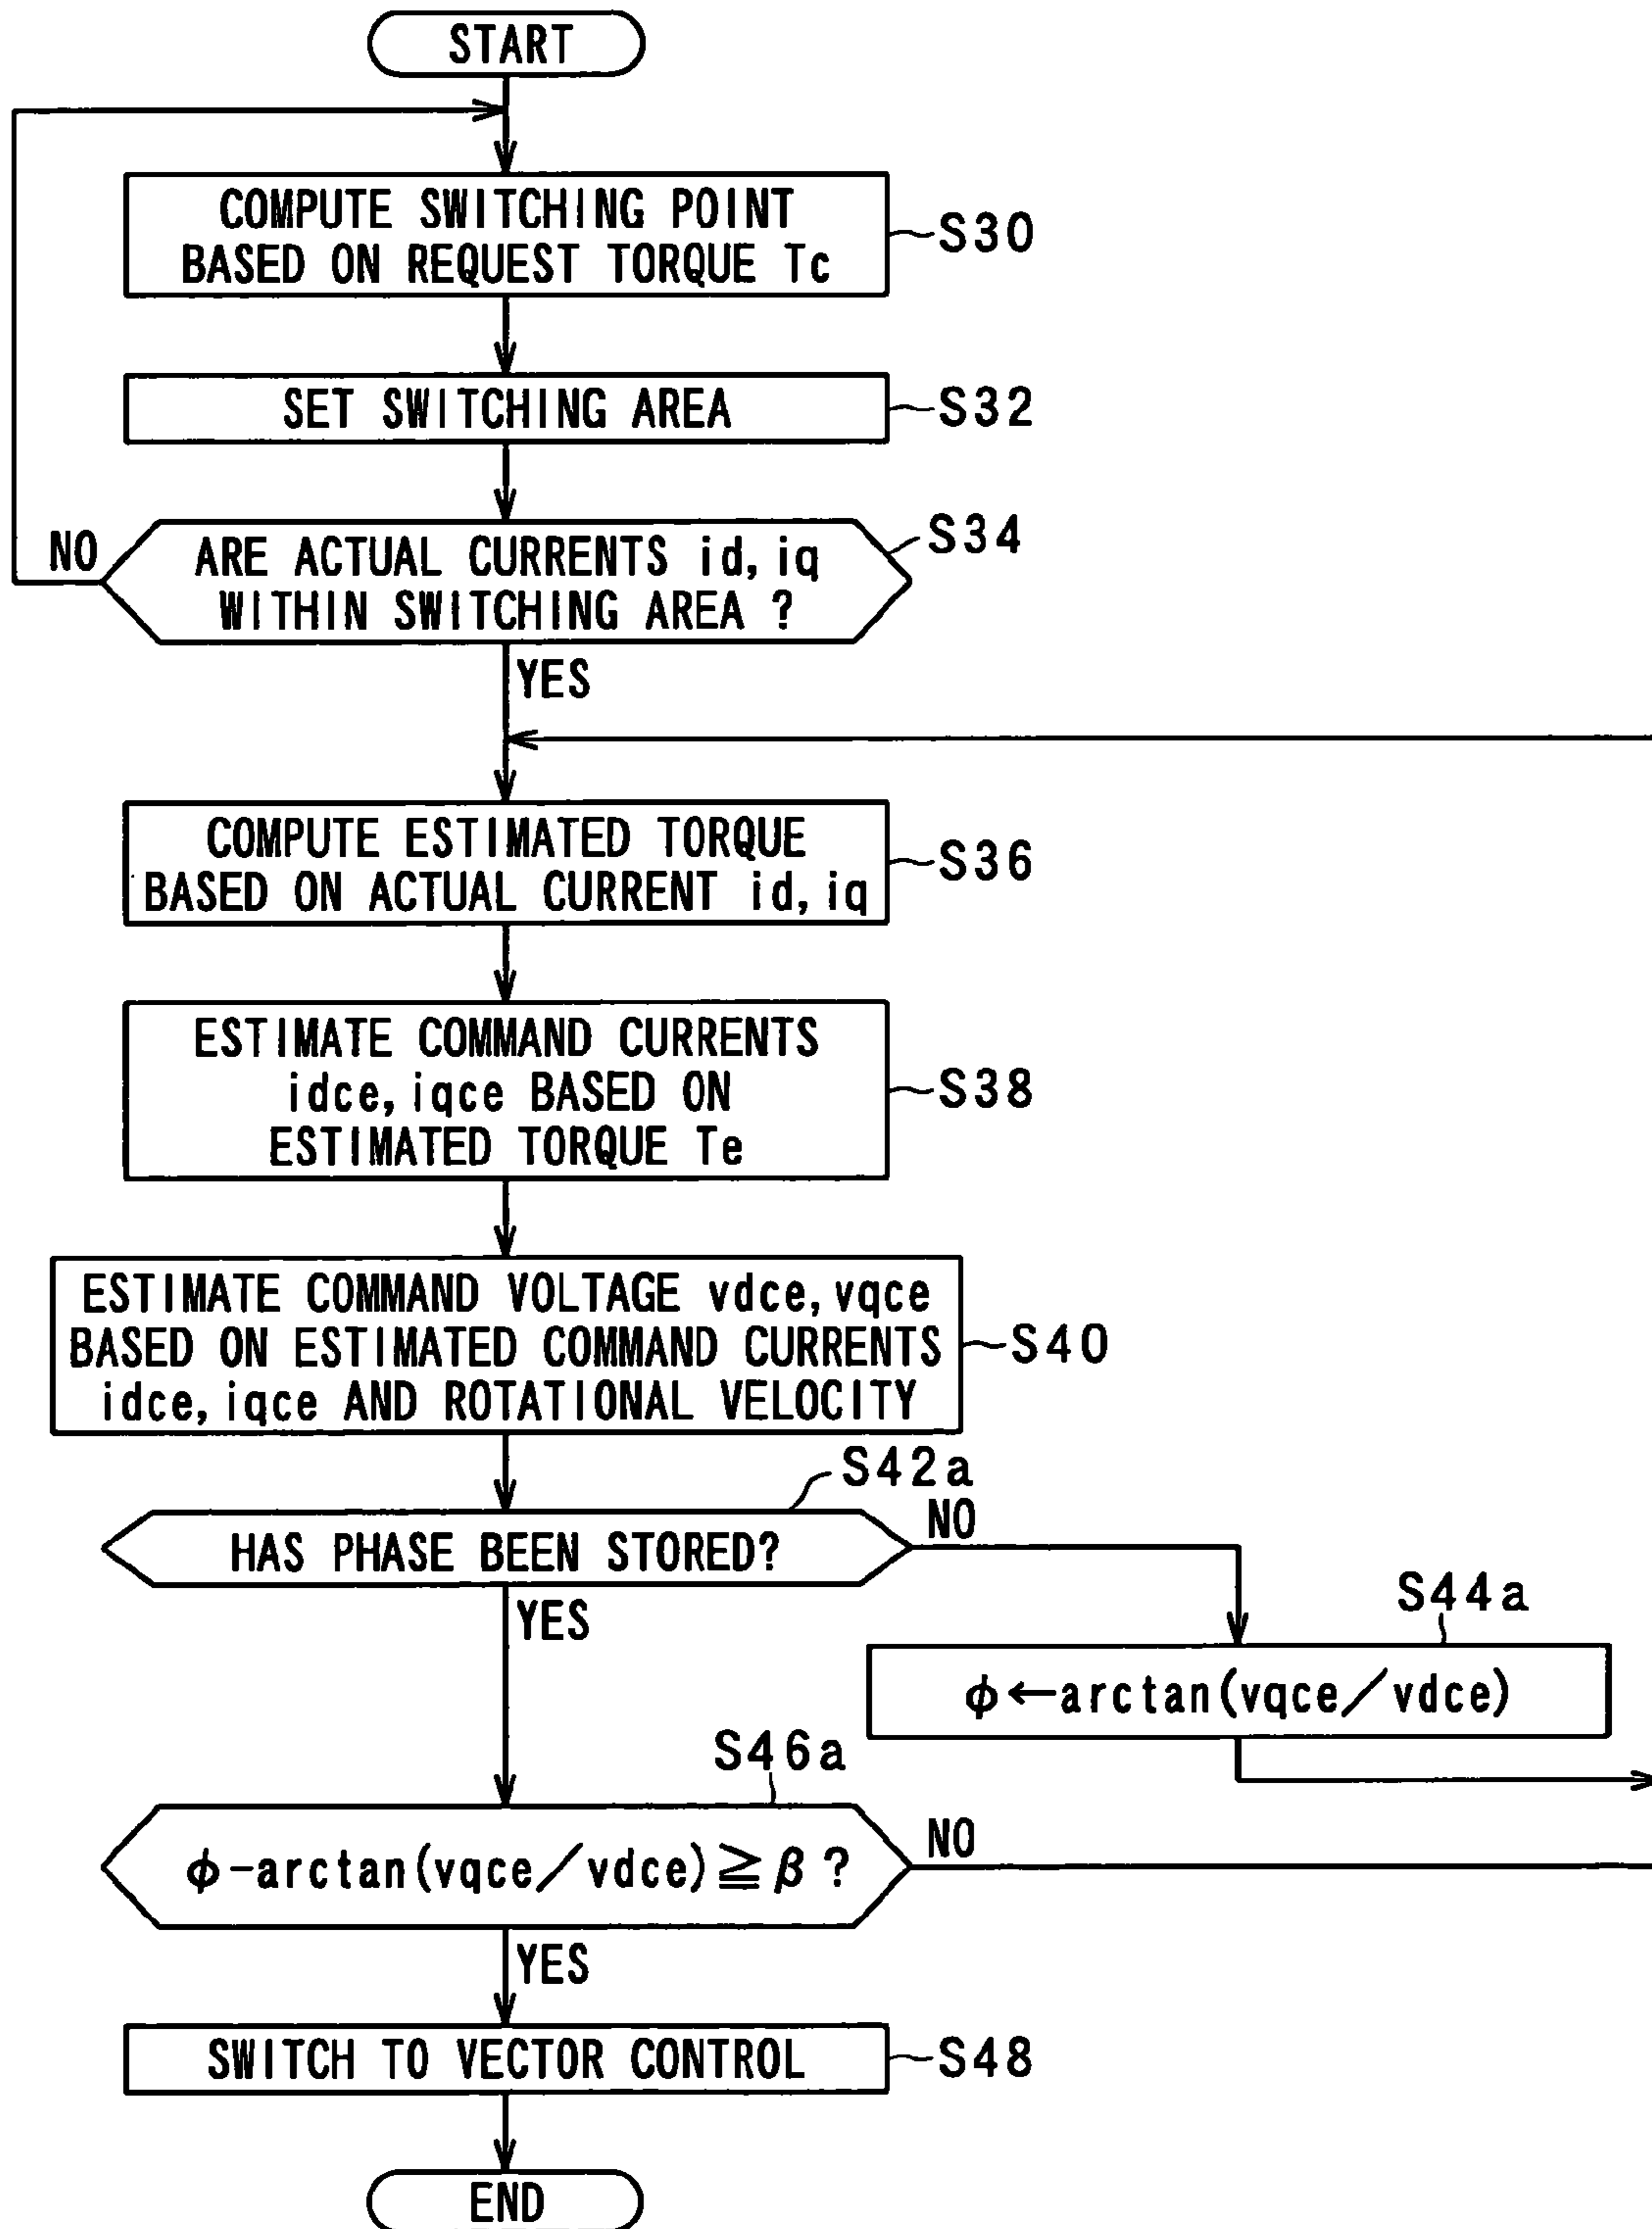 START
COMPUTE SWITCHING POINT
BASED ON REQUEST TORQUE Tc
S30
SET SWITCHING AREA
S32
S34
NO
ARE ACTUAL CURRENTS id, iq
WITHIN SWITCHING AREA ?
YES
COMPUTE ESTIMATED TORQUE
BASED ON ACTUAL CURRENT id, iq
S36
ESTIMATE COMMAND CURRENTS
idce, iqce BASED ON
ESTIMATED TORQUE Te
S38
ESTIMATE COMMAND VOLTAGE vdce, vqce
BASED ON ESTIMATED COMMAND CURRENTS
idce, iqce AND ROTATIONAL VELOCITY
S40
S42a
HAS PHASE BEEN STORED?
NO
YES
S44a
ϕ←arctan(vqce/vdce)
S46a
ϕ-arctan(vqce/vdce)≧β ?
NO
YES
SWITCH TO VECTOR CONTROL
S48
END